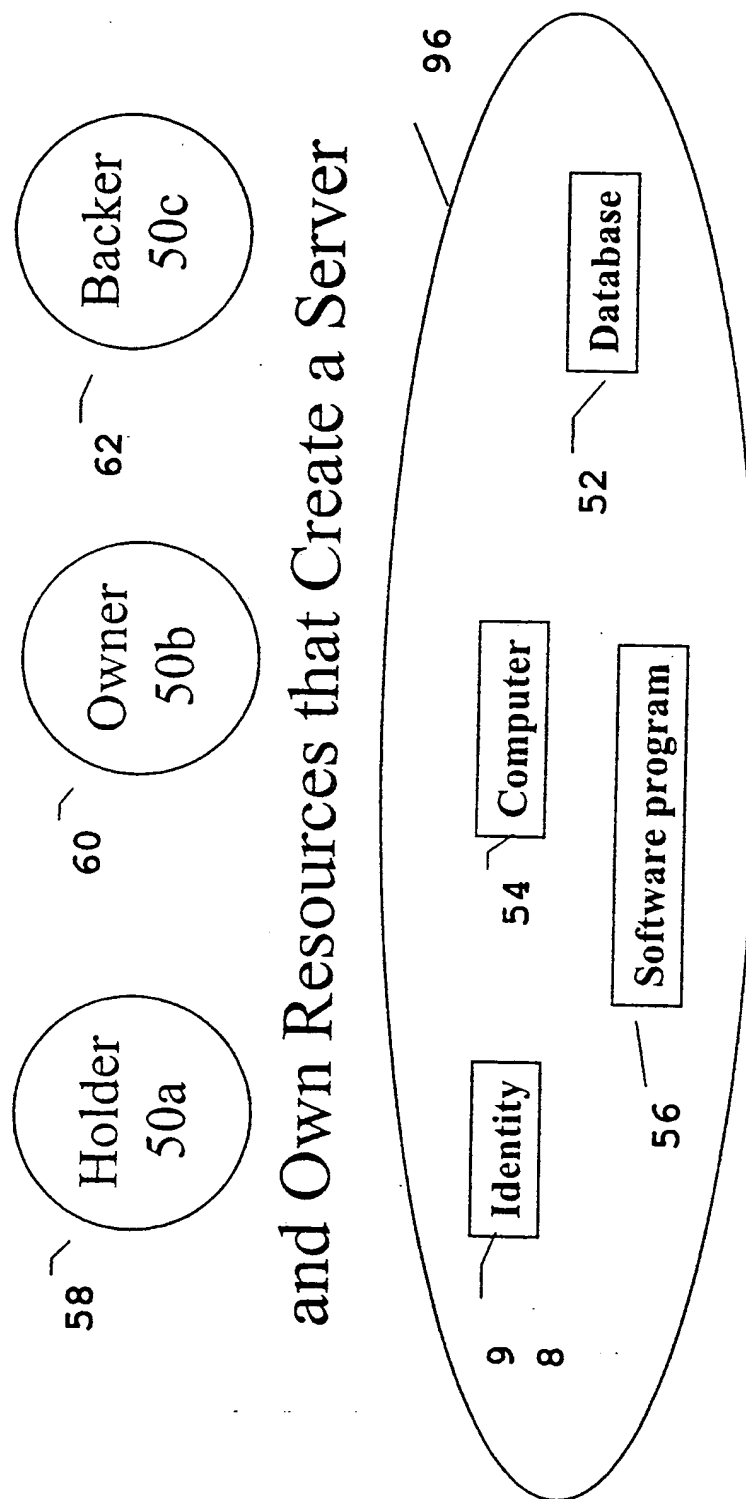 58
Holder
50a
60
Owner
50b
62
Backer
50c
and Own Resources that Create a Server
96
9
8
Identity
54
Computer
52
Database
56
Software program